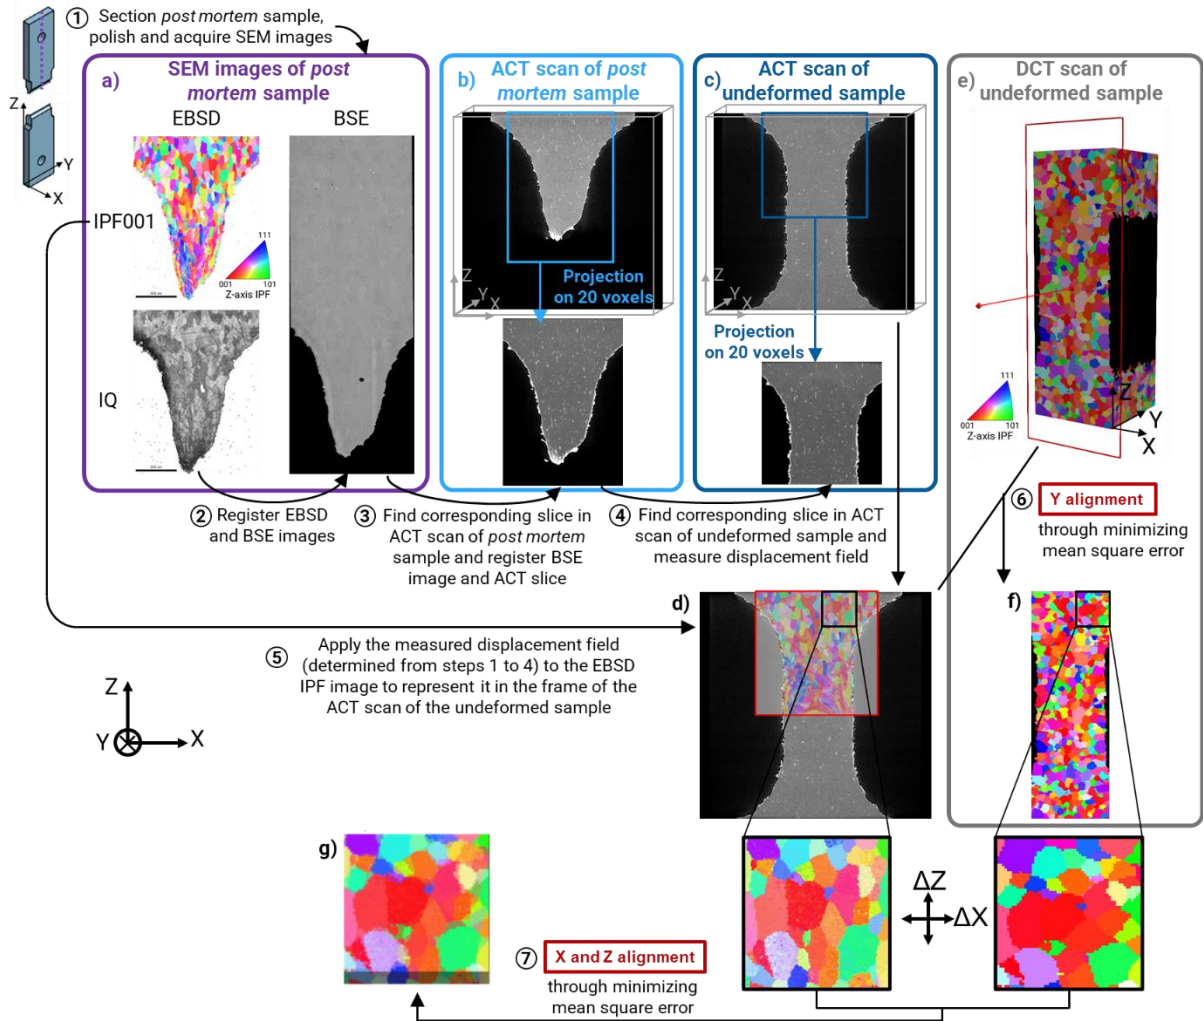 ① Section post mortem sample,
polish and acquire SEM images
Z
Y
X
a) SEM images of post
mortem sample
EBSD BSE
IPF001
111
001 101
Z-axis IPF
IQ
b) ACT scan of post
mortem sample
Projection
on 20 voxels
Z
Y
X
c) ACT scan of
undeformed sample
Z
Y
X
Projection
on 20 voxels
e) DCT scan of
undeformed sample
111
001 101
Z-axis IPF
Z
Y
X
② Register EBSD
and BSE images
③ Find corresponding slice in
ACT scan of post mortem
sample and register BSE
image and ACT slice
④ Find corresponding slice in ACT
scan of undeformed sample and
measure displacement field
⑥ Y alignment
through minimizing
mean square error
d)
f)
⑤ Apply the measured displacement field
(determined from steps 1 to 4) to the EBSD
IPF image to represent it in the frame of the
ACT scan of the undeformed sample
Z
Y X
g)
ΔZ
ΔX
⑦ X and Z alignment
through minimizing
mean square error